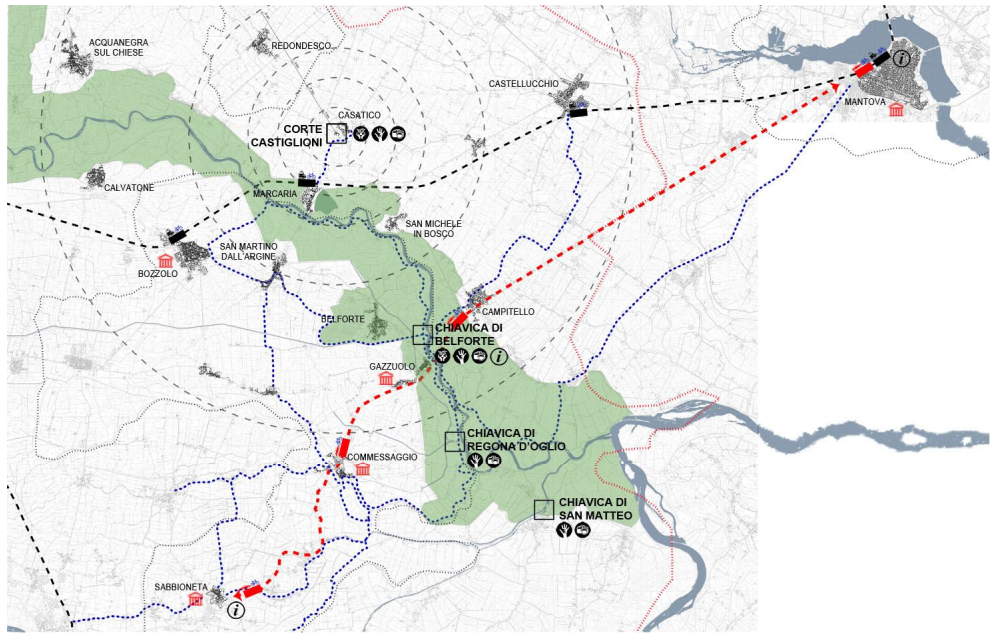 ACQUANEGRA
SUL CHIESE
REDONDESCO
CASTELLUCCHIO
i
MANTOVA
CASATICO
CORTE
CASTIGLIONI
CALVATONE
MARCARIA
SAN MICHELE
IN BOSCO
SAN MARTINO
DALL'ARGINE
BOZZOLO
CAMPITELLO
BELFORTE
CHIAVICA DI
BELFORTE
i
GAZZUOLO
CHIAVICA DI
REGONA D'OGLIO
COMMESSAGGIO
CHIAVICA DI
SAN MATTEO
SABBIONETA
i